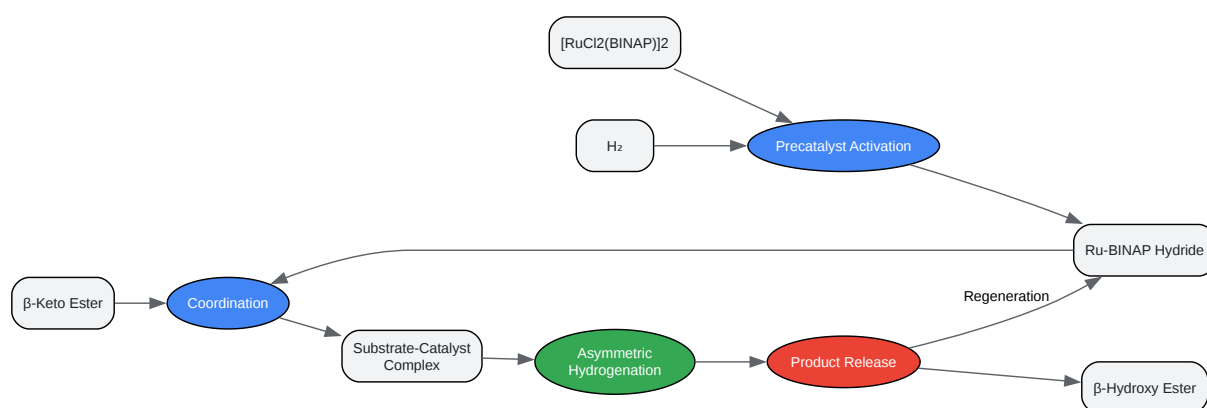 [RuCl2(BINAP)]2
H₂
Precatalyst Activation
Ru-BINAP Hydride
Regeneration
β-Keto Ester
Coordination
Substrate-Catalyst
Complex
Asymmetric
Hydrogenation
Product Release
β-Hydroxy Ester